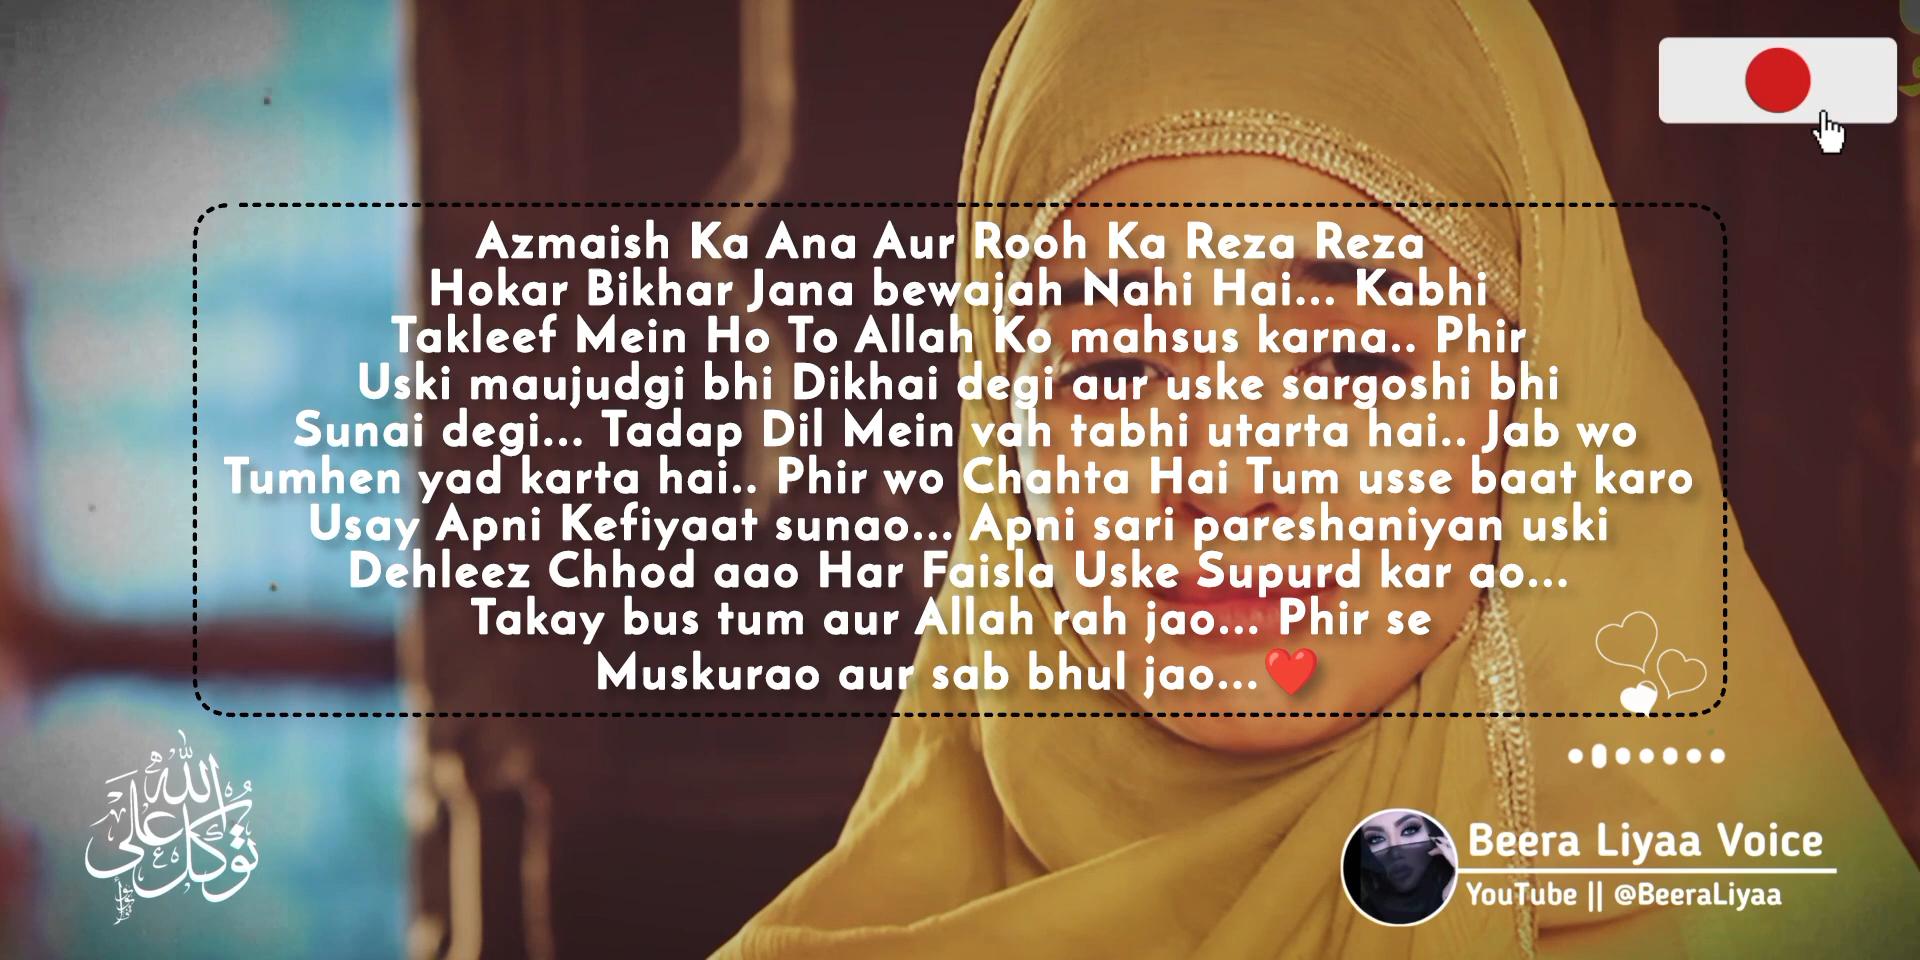 Azmaish Ka Ana Aur Rooh Ka Reza Reza
Hokar Bikhar Jana bewajah Nahi Hai... Kabhi
Takleef Mein Ho To Allah Ko mahsus karna.. Phir
Uski maujudgi bhi Dikhai degi aur uske sargoshi bhi
Sunai degi... Tadap Dil Mein vah tabhi utarta hai.. Jab wo
Tumhen yad karta hai.. Phir wo Chahta Hai Tum usse baat karo
Usay Apni Kefiyaat sunao... Apni sari pareshaniyan uski
Dehleez Chhod aao Har Faisla Uske Supurd kar ao...
Takay bus tum aur Allah rah jao... Phir se
Muskurao aur sab bhul jao...❤️
توكل على الله
Beera Liyaa Voice
YouTube || @BeeraLiyaa